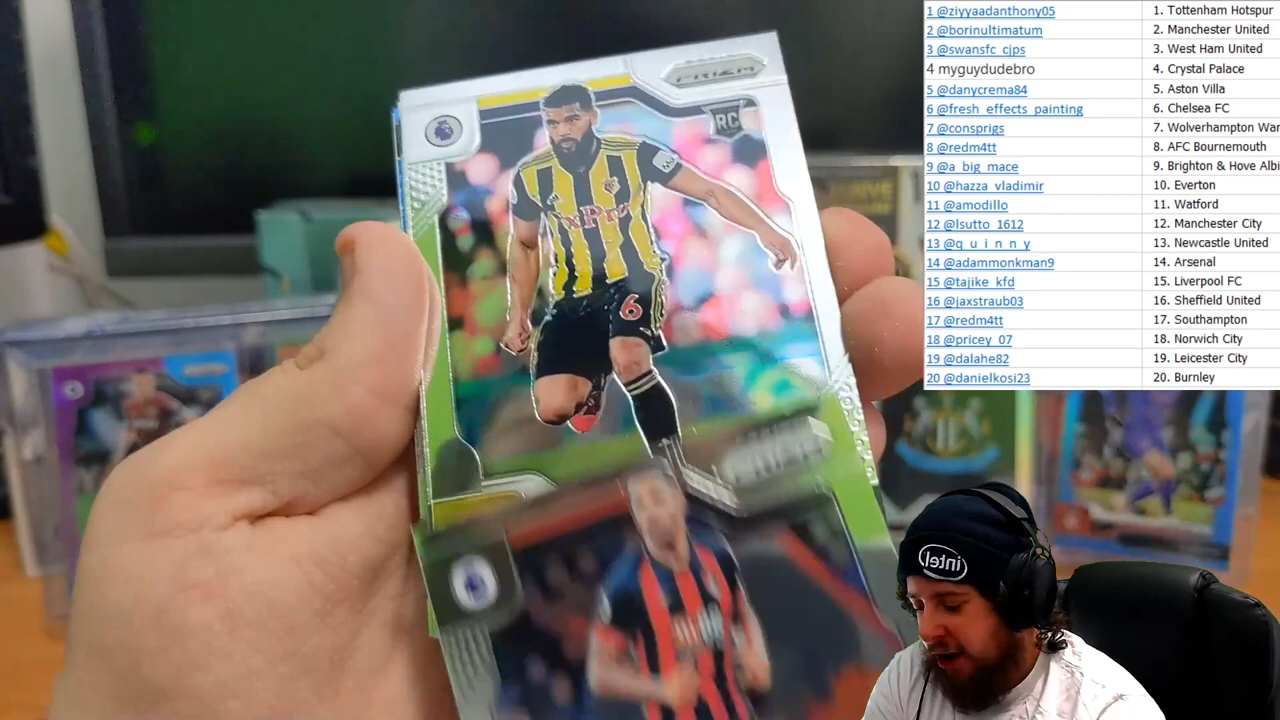 PRIZM
RC
FxPro
6
PRIZM
intel
1 @ziyyaadanthony05 1. Tottenham Hotspur
2 @borinultimatum 2. Manchester United
3 @swansfc_cjps 3. West Ham United
4 myguydudebro 4. Crystal Palace
5 @danycrema84 5. Aston Villa
6 @fresh_effects_painting 6. Chelsea FC
7 @consprigs 7. Wolverhampton Wan
8 @redm4tt 8. AFC Bournemouth
9 @a_big_mace 9. Brighton & Hove Albi
10 @hazza_vladimir 10. Everton
11 @amodillo 11. Watford
12 @lsutto_1612 12. Manchester City
13 @q_u_i_n_n_y 13. Newcastle United
14 @adammonkman9 14. Arsenal
15 @tajike_kfd 15. Liverpool FC
16 @jaxstraub03 16. Sheffield United
17 @redm4tt 17. Southampton
18 @pricey_07 18. Norwich City
19 @dalahe82 19. Leicester City
20 @danielkosi23 20. Burnley